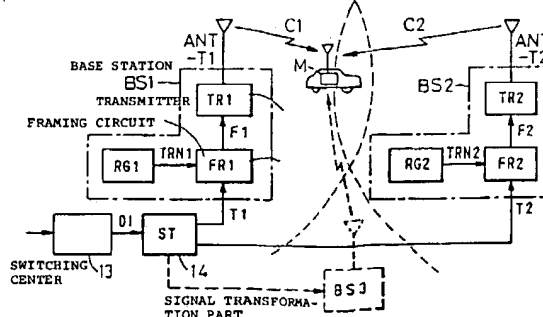 C1
C2
ANT
-T1
M
ANT
-T2
BASE STATION
BS1
BS2
TRANSMITTER
TR1
TR2
FRAMING CIRCUIT
F1
F2
RG1
TRN1
FR1
RG2
TRN2
FR2
T1
T2
DI
ST
SWITCHING
CENTER
13
14
BS3
SIGNAL TRANSFORMA-
TION PART